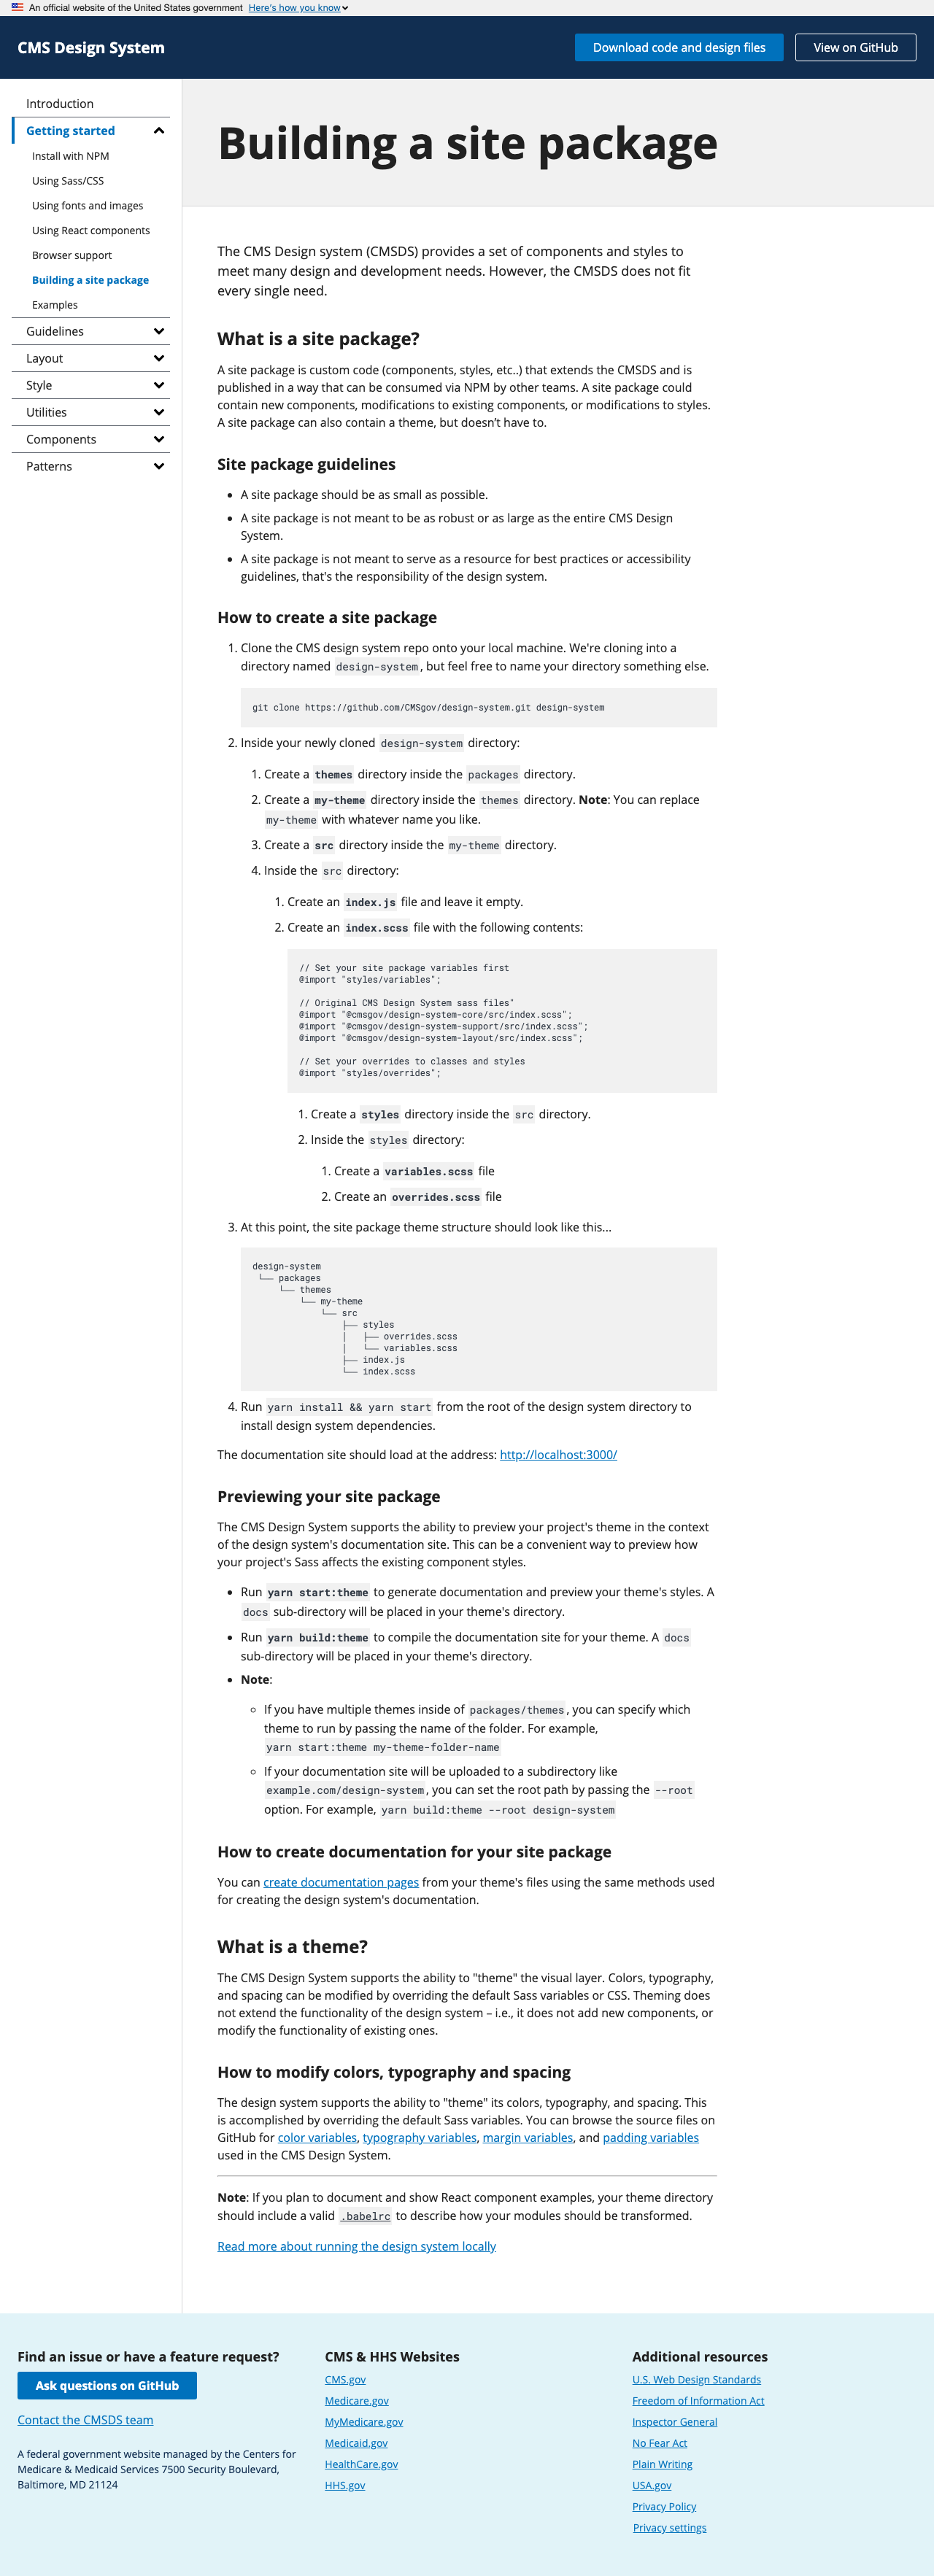 An official website of the United States government Here's how you know
CMS Design System
Download code and design files
View on GitHub
Introduction
Getting started
Install with NPM
Using Sass/CSS
Using fonts and images
Using React components
Browser support
Building a site package
Examples
Guidelines
Layout
Style
Utilities
Components
Patterns
Building a site package
The CMS Design system (CMSDS) provides a set of components and styles to
meet many design and development needs. However, the CMSDS does not fit
every single need.
What is a site package?
A site package is custom code (components, styles, etc..) that extends the CMSDS and is
published in a way that can be consumed via NPM by other teams. A site package could
contain new components, modifications to existing components, or modifications to styles.
A site package can also contain a theme, but doesn't have to.
Site package guidelines
• A site package should be as small as possible.
• A site package is not meant to be as robust or as large as the entire CMS Design
System.
• A site package is not meant to serve as a resource for best practices or accessibility
guidelines, that's the responsibility of the design system.
How to create a site package
1. Clone the CMS design system repo onto your local machine. We're cloning into a
directory named design-system, but feel free to name your directory something else.
git clone https://github.com/CMSgov/design-system.git design-system
2. Inside your newly cloned design-system directory:
1. Create a themes directory inside the packages directory.
2. Create a my-theme directory inside the themes directory. Note: You can replace
my-theme with whatever name you like.
3. Create a src directory inside the my-theme directory.
4. Inside the src directory:
1. Create an index.js file and leave it empty.
2. Create an index.scss file with the following contents:
// Set your site package variables first
@import "styles/variables";
// Original CMS Design System sass files"
@import "@cmsgov/design-system-core/src/index.scss";
@import "@cmsgov/design-system-support/src/index.scss";
@import "@cmsgov/design-system-layout/src/index.scss";
// Set your overrides to classes and styles
@import "styles/overrides";
1. Create a styles directory inside the src directory.
2. Inside the styles directory:
1. Create a variables.scss file
2. Create an overrides.scss file
3. At this point, the site package theme structure should look like this...
design-system
└── packages
└── themes
└── my-theme
└── src
├── styles
│   ├── overrides.scss
│   └── variables.scss
├── index.js
└── index.scss
4. Run yarn install && yarn start from the root of the design system directory to
install design system dependencies.
The documentation site should load at the address: http://localhost:3000/
Previewing your site package
The CMS Design System supports the ability to preview your project's theme in the context
of the design system's documentation site. This can be a convenient way to preview how
your project's Sass affects the existing component styles.
• Run yarn start:theme to generate documentation and preview your theme's styles. A
docs sub-directory will be placed in your theme's directory.
• Run yarn build:theme to compile the documentation site for your theme. A docs
sub-directory will be placed in your theme's directory.
• Note:
◦ If you have multiple themes inside of packages/themes, you can specify which
theme to run by passing the name of the folder. For example,
yarn start:theme my-theme-folder-name
◦ If your documentation site will be uploaded to a subdirectory like
example.com/design-system, you can set the root path by passing the --root
option. For example, yarn build:theme --root design-system
How to create documentation for your site package
You can create documentation pages from your theme's files using the same methods used
for creating the design system's documentation.
What is a theme?
The CMS Design System supports the ability to "theme" the visual layer. Colors, typography,
and spacing can be modified by overriding the default Sass variables or CSS. Theming does
not extend the functionality of the design system – i.e., it does not add new components, or
modify the functionality of existing ones.
How to modify colors, typography and spacing
The design system supports the ability to "theme" its colors, typography, and spacing. This
is accomplished by overriding the default Sass variables. You can browse the source files on
GitHub for color variables, typography variables, margin variables, and padding variables
used in the CMS Design System.
Note: If you plan to document and show React component examples, your theme directory
should include a valid .babelrc to describe how your modules should be transformed.
Read more about running the design system locally
Find an issue or have a feature request?
Ask questions on GitHub
Contact the CMSDS team
A federal government website managed by the Centers for
Medicare & Medicaid Services 7500 Security Boulevard,
Baltimore, MD 21124
CMS & HHS Websites
CMS.gov
Medicare.gov
MyMedicare.gov
Medicaid.gov
HealthCare.gov
HHS.gov
Additional resources
U.S. Web Design Standards
Freedom of Information Act
Inspector General
No Fear Act
Plain Writing
USA.gov
Privacy Policy
Privacy settings